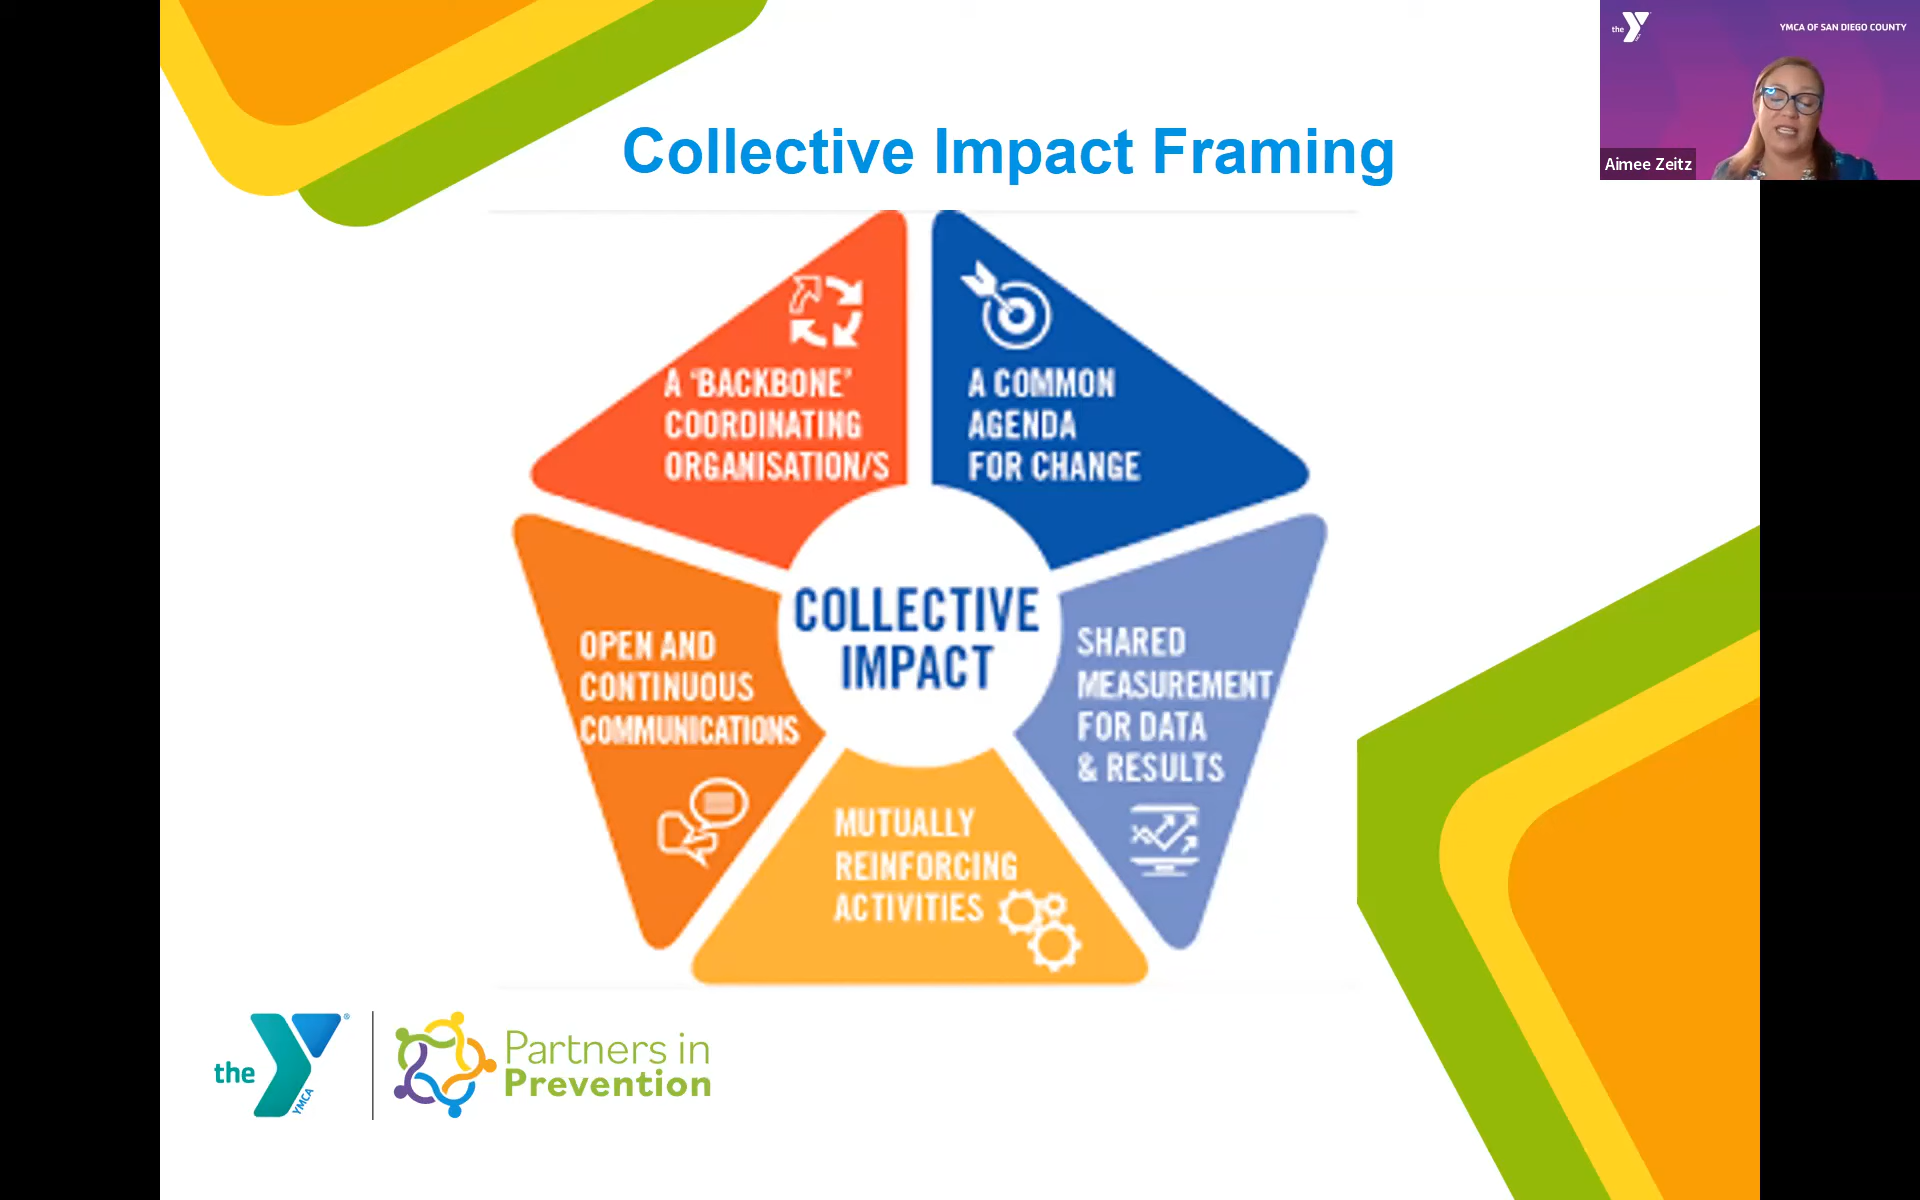 the
YMCA OF SAN DIEGO COUNTY
Aimee Zeitz
Collective Impact Framing
A ‘BACKBONE’
COORDINATING
ORGANISATION/S
A COMMON
AGENDA
FOR CHANGE
COLLECTIVE
IMPACT
OPEN AND
CONTINUOUS
COMMUNICATIONS
SHARED
MEASUREMENT
FOR DATA
& RESULTS
MUTUALLY
REINFORCING
ACTIVITIES
the
YMCA
®
Partners in
Prevention